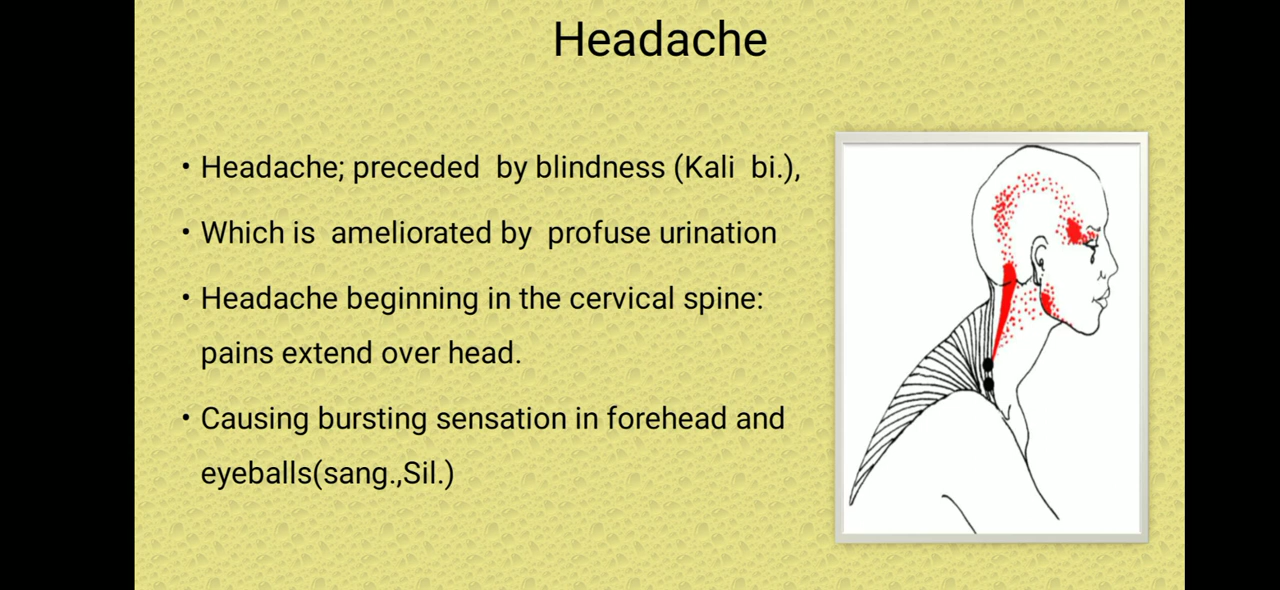 Headache
• Headache; preceded by blindness (Kali bi.),
• Which is ameliorated by profuse urination
• Headache beginning in the cervical spine:
pains extend over head.
• Causing bursting sensation in forehead and
eyeballs(sang.,Sil.)